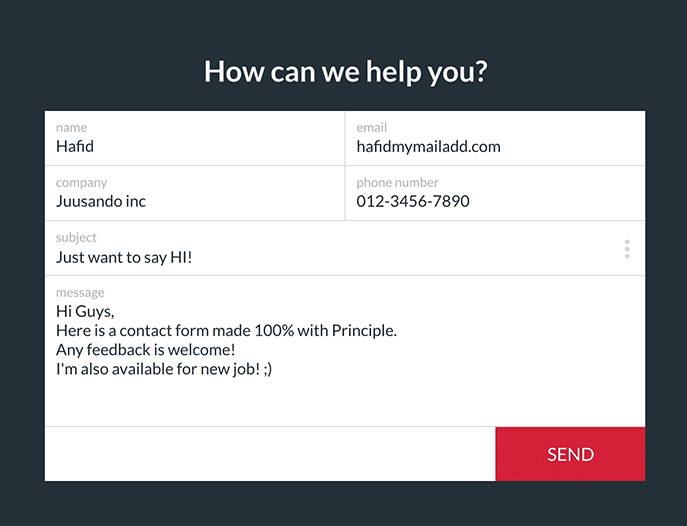 How can we help you?
name
Hafid
email
hafidmymailadd.com
company
Juusando inc
phone number
012-3456-7890
subject
Just want to say HI!
message
Hi Guys,
Here is a contact form made 100% with Principle.
Any feedback is welcome!
I'm also available for new job! ;)
SEND